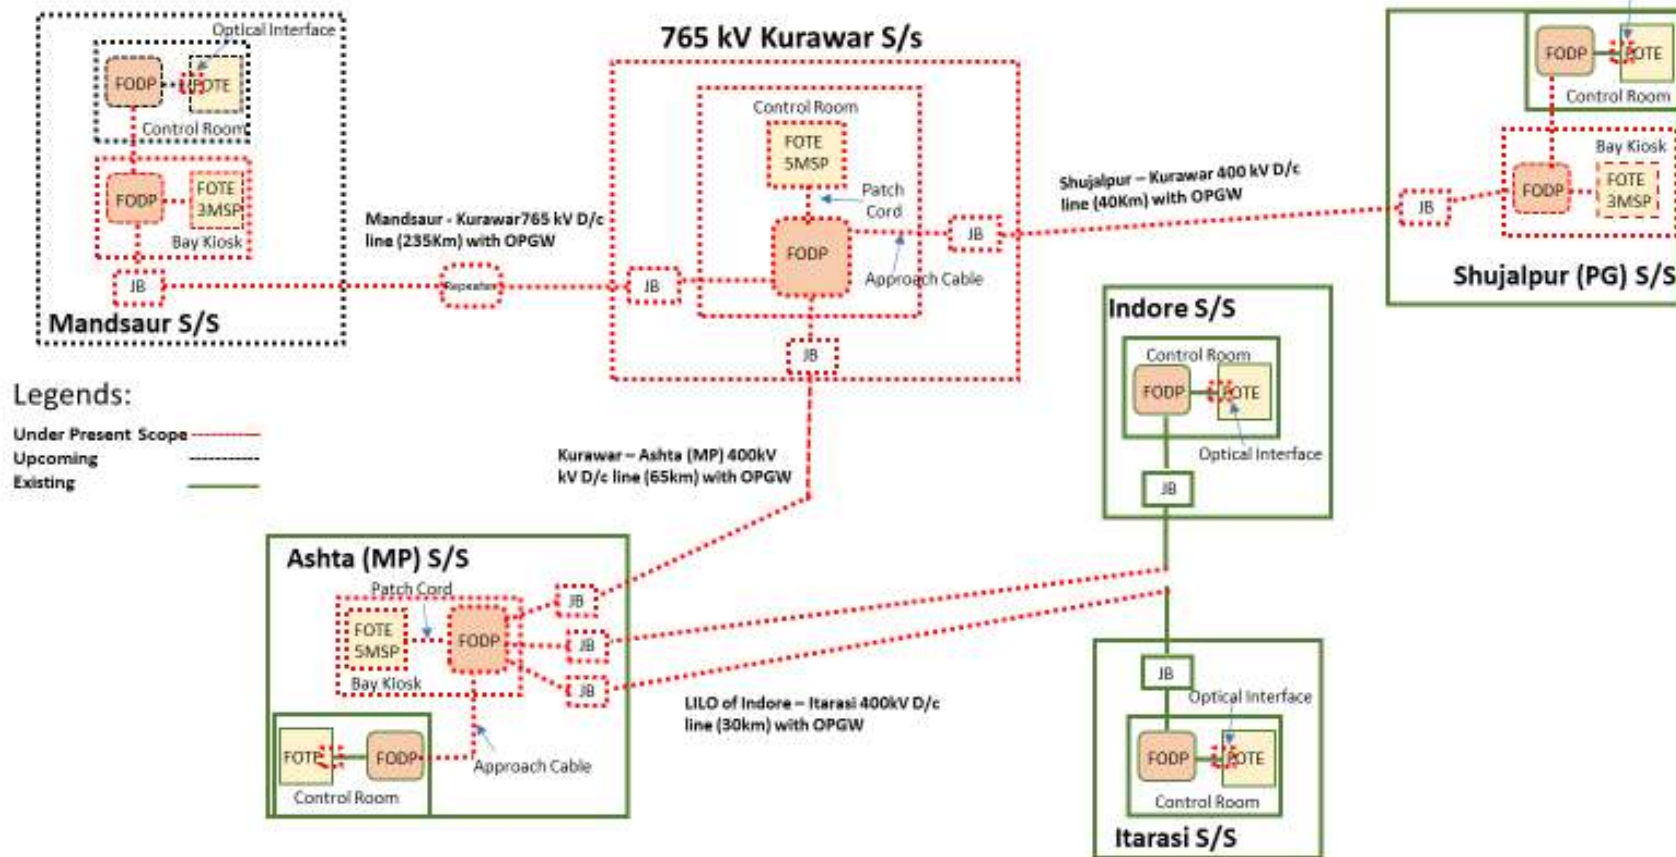 Optical Interface
FODP
FOTE
Control Room
FODP
FOTE
3MSP
Bay Kiosk
JB
Mandsaur S/S
Mandsaur - Kurawar765 kV D/c
line (235Km) with OPGW
Repeater
765 kV Kurawar S/s
Control Room
FOTE
5MSP
Patch
Cord
FODP
JB
Approach Cable
JB
JB
Shujalpur – Kurawar 400 kV D/c
line (40Km) with OPGW
FODP
FOTE
Control Room
Bay Kiosk
FODP
FOTE
3MSP
JB
Shujalpur (PG) S/S
Legends:
Under Present Scope
Upcoming
Existing
Kurawar – Ashta (MP) 400kV
kV D/c line (65km) with OPGW
Indore S/S
Control Room
FODP
FOTE
Optical Interface
JB
Ashta (MP) S/S
Patch Cord
FOTE
5MSP
FODP
Bay Kiosk
JB
JB
JB
FOTE
FODP
Control Room
Approach Cable
LILO of Indore – Itarasi 400kV D/c
line (30km) with OPGW
JB
Optical Interface
FODP
FOTE
Control Room
Itarasi S/S